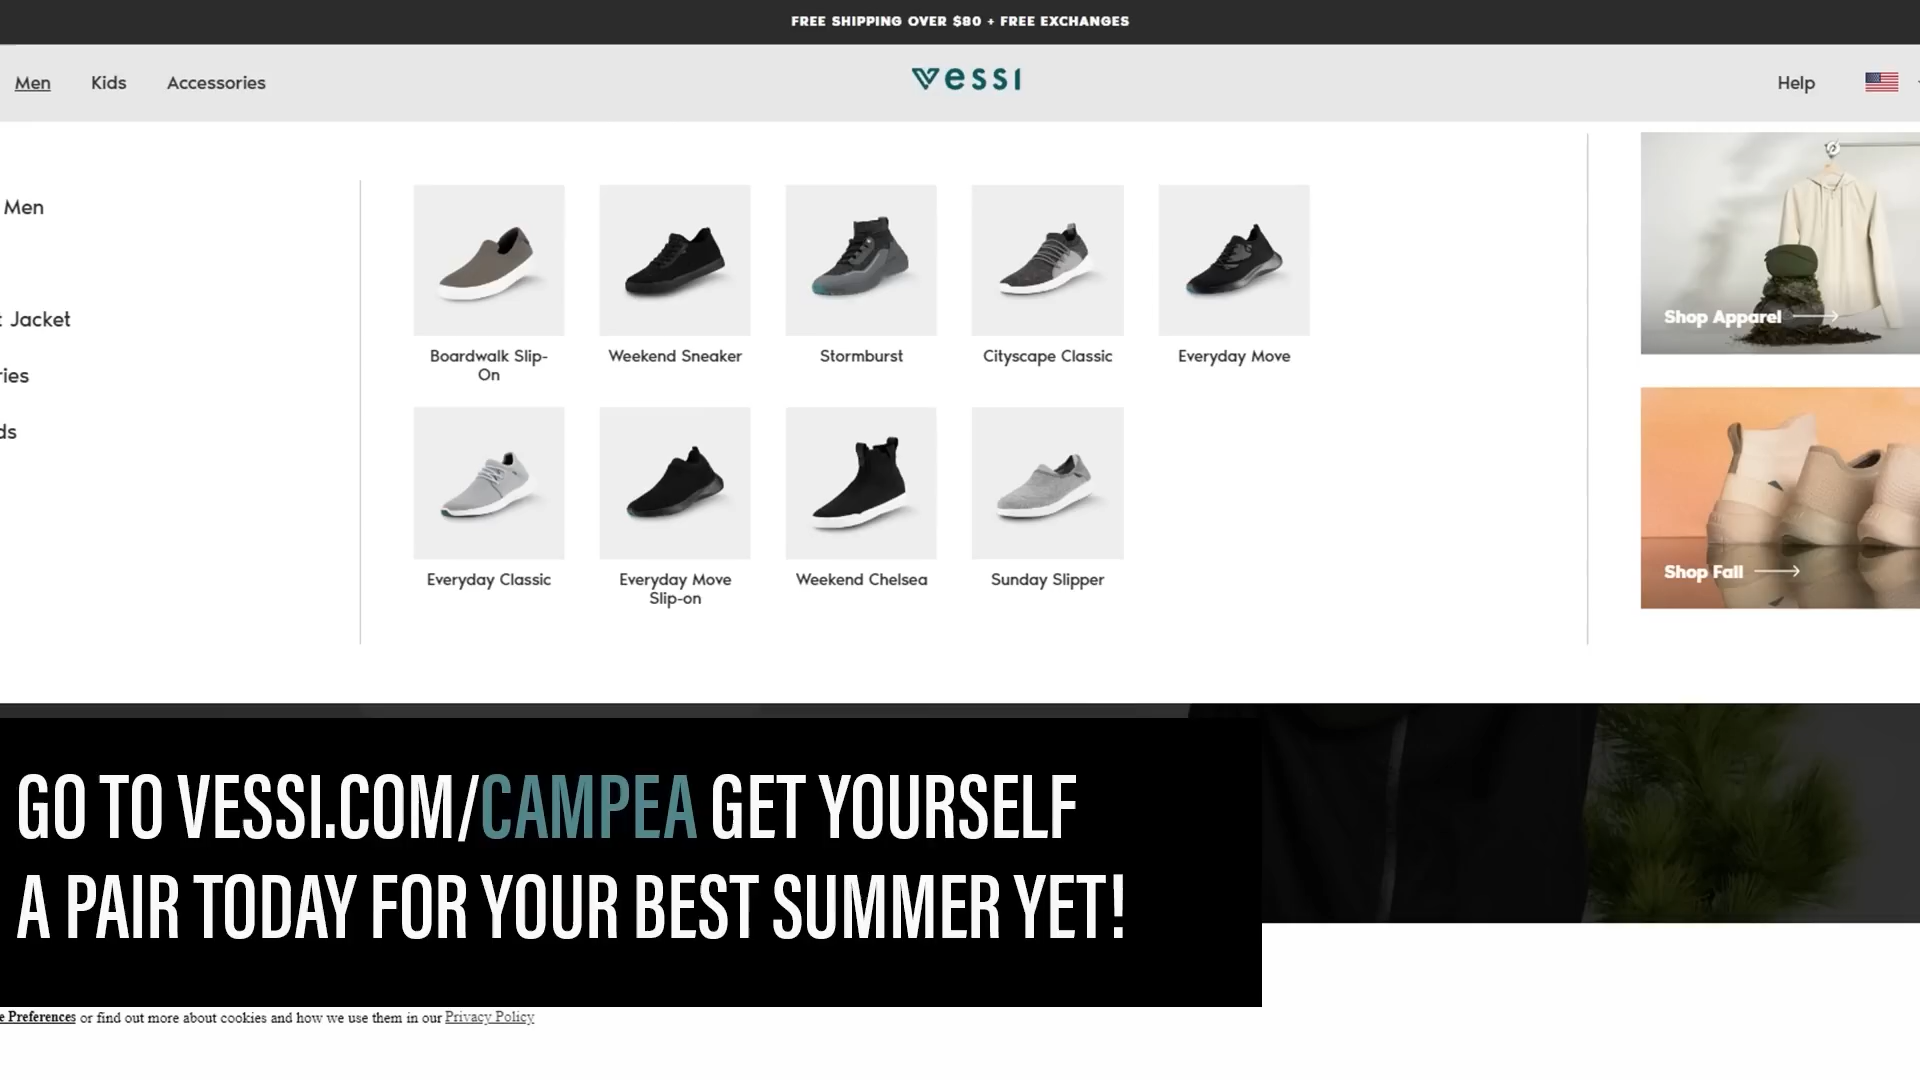 FREE SHIPPING OVER $80 + FREE EXCHANGES
Men Kids Accessories
vessi
Help
Men
Jacket
ries
ds
Boardwalk Slip-
On
Weekend Sneaker
Stormburst
Cityscape Classic
Everyday Move
Everyday Classic
Everyday Move
Slip-on
Weekend Chelsea
Sunday Slipper
Shop Apparel
Shop Fall
GO TO VESSI.COM/CAMPEA GET YOURSELF
A PAIR TODAY FOR YOUR BEST SUMMER YET!
e Preferences or find out more about cookies and how we use them in our Privacy Policy